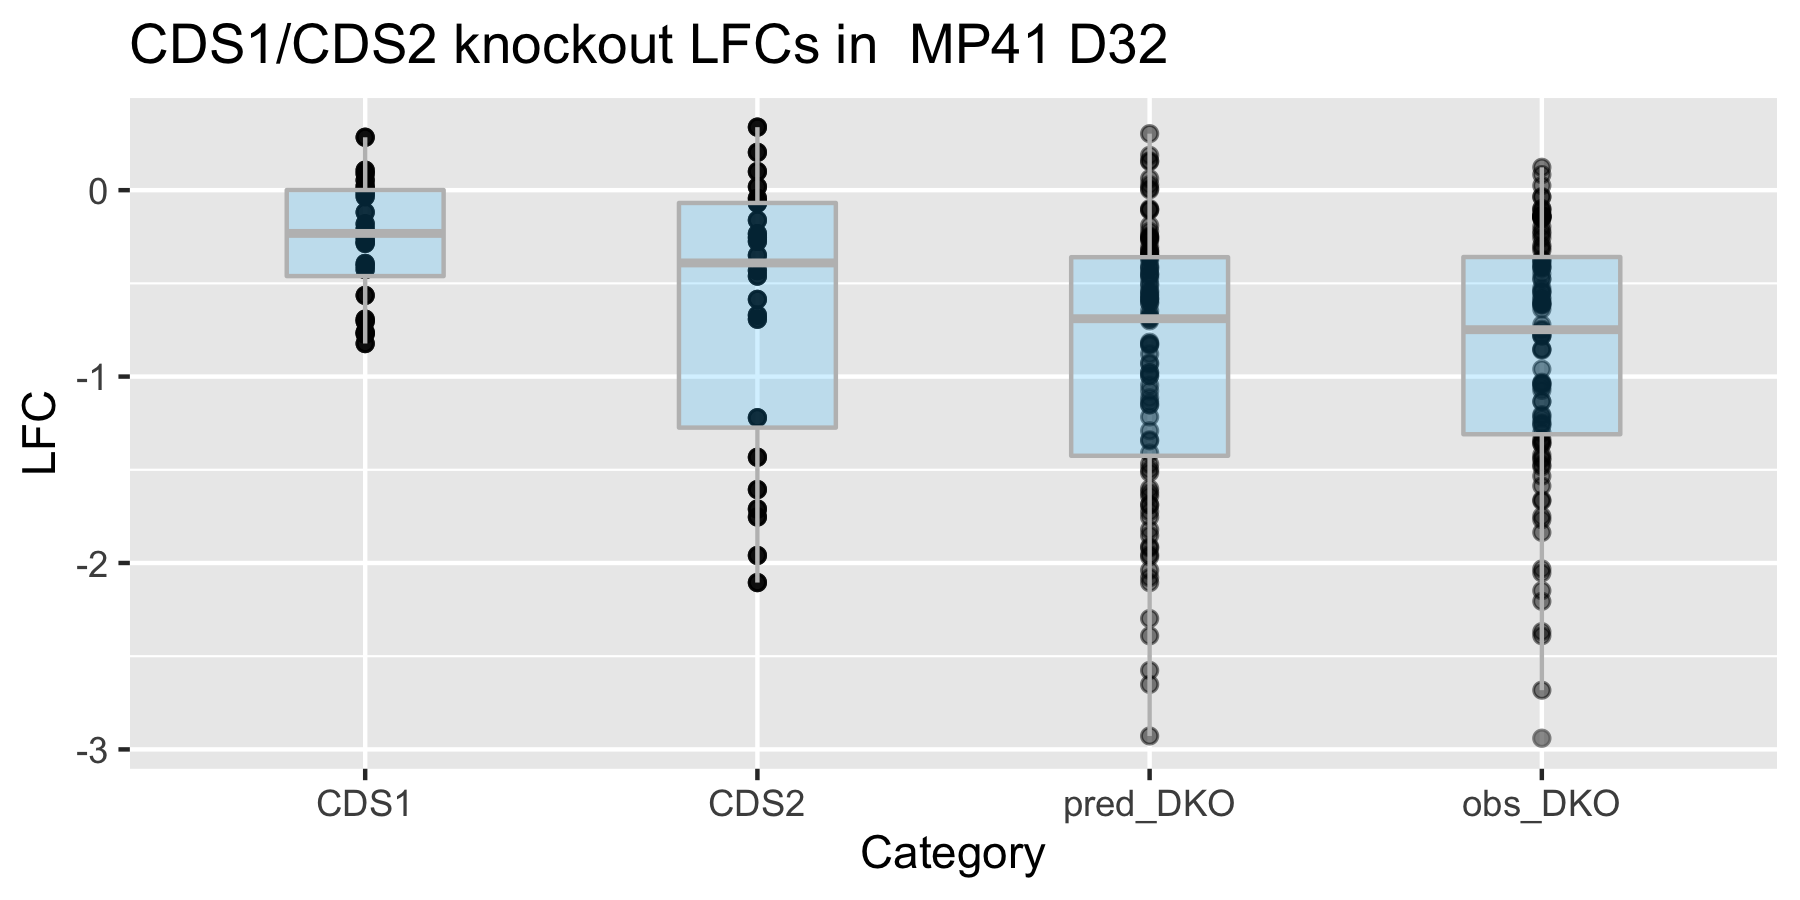 CDS1/CDS2 knockout LFCs in  MP41 D32
LFC
0
-1
-2
-3
CDS1 CDS2 pred_DKO obs_DKO
Category